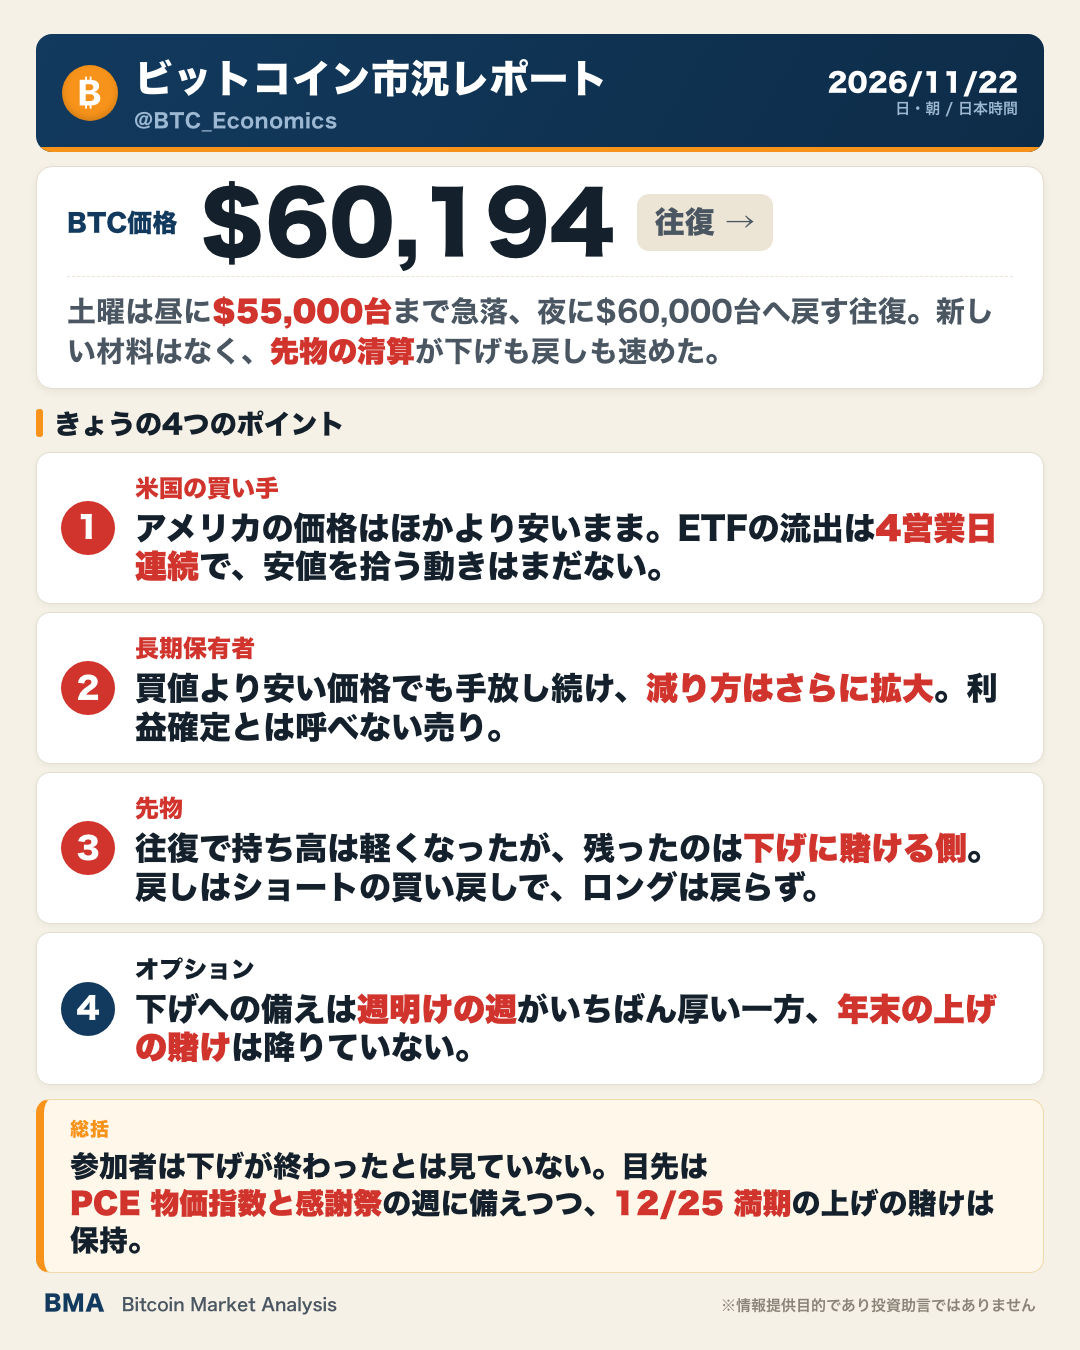 ₿
ビットコイン市況レポート
@BTC_Economics
2026/11/22
日・朝 / 日本時間
BTC価格
$60,194
往復 →
土曜は昼に$55,000台まで急落、夜に$60,000台へ戻す往復。新し
い材料はなく、先物の清算が下げも戻しも速めた。
きょうの4つのポイント
1
米国の買い手
アメリカの価格はほかより安いまま。ETFの流出は4営業日
連続で、安値を拾う動きはまだない。
2
長期保有者
買値より安い価格でも手放し続け、減り方はさらに拡大。利
益確定とは呼べない売り。
3
先物
往復で持ち高は軽くなったが、残ったのは下げに賭ける側。
戻しはショートの買い戻しで、ロングは戻らず。
4
オプション
下げへの備えは週明けの週がいちばん厚い一方、年末の上げ
の賭けは降りていない。
総括
参加者は下げが終わったとは見ていない。目先は
PCE 物価指数と感謝祭の週に備えつつ、12/25 満期の上げの賭けは
保持。
BMA Bitcoin Market Analysis
※情報提供目的であり投資助言ではありません